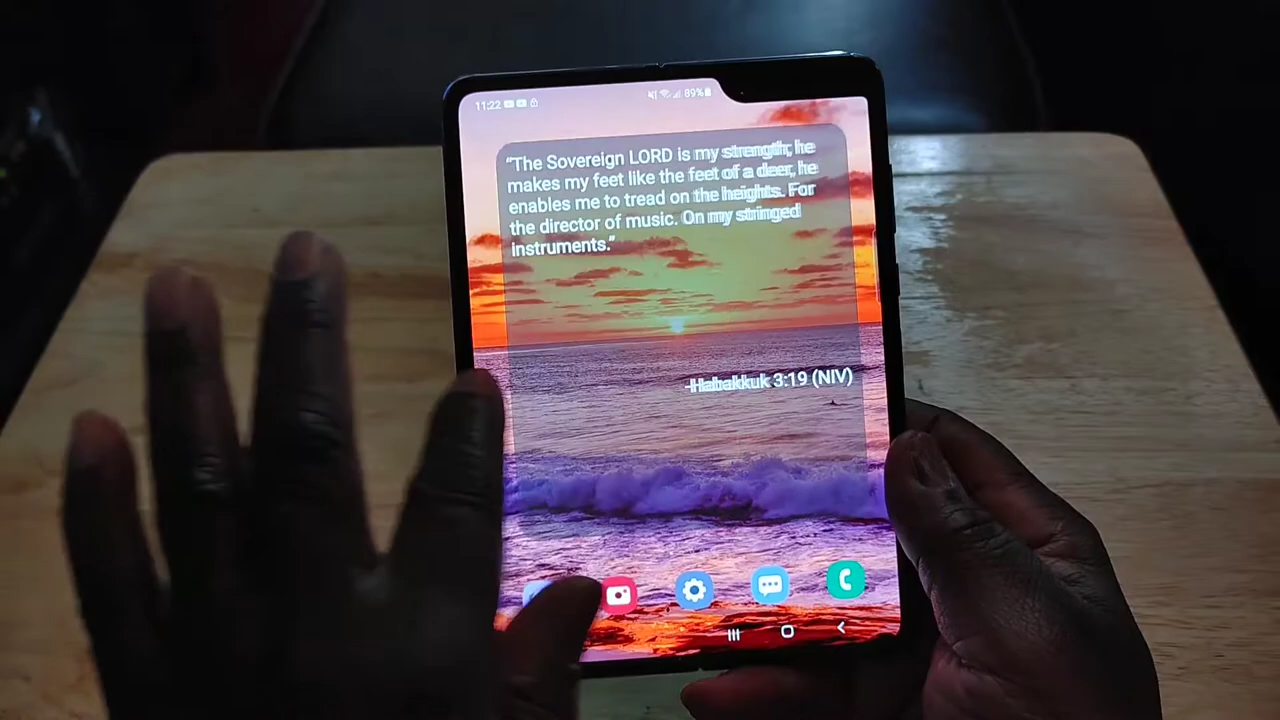 11:22
89%
"The Sovereign LORD is my strength, he
makes my feet like the feet of a deer, he
enables me to tread on the heights. For
the director of music. On my stringed
instruments."
-Habakkuk 3:19 (NIV)